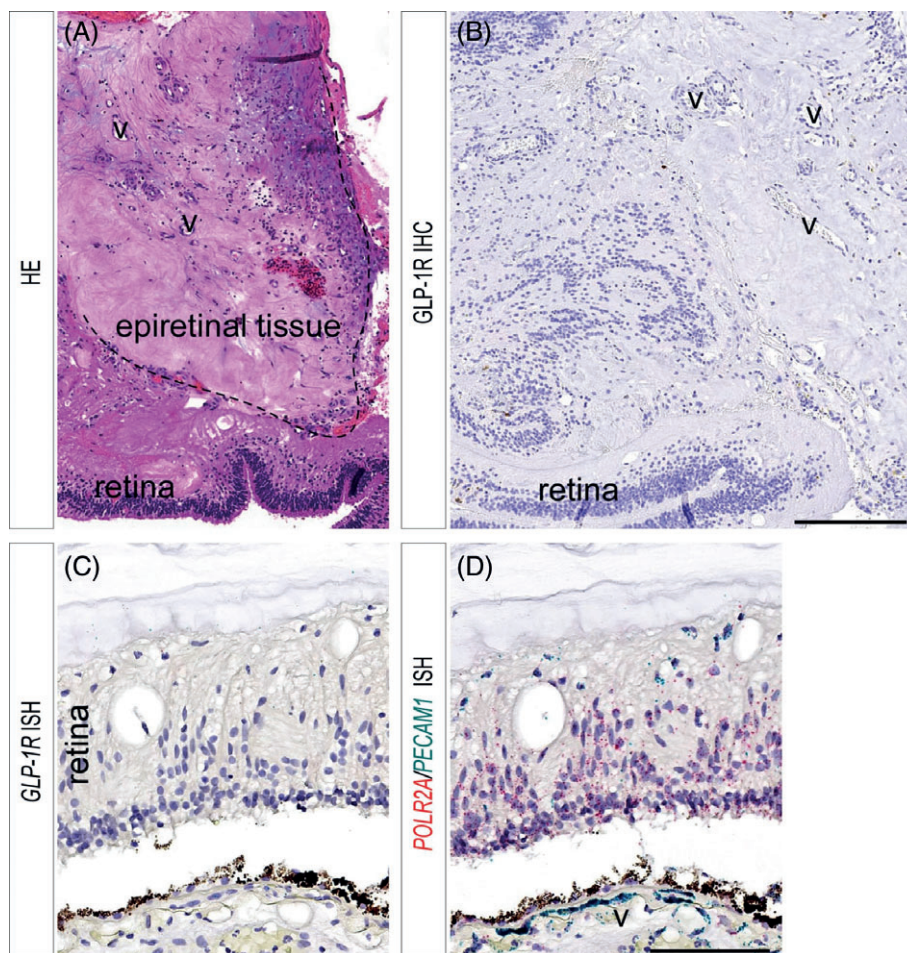 HE
(A)
v
v
epiretinal tissue
retina
GLP-1R IHC
(B)
v
v
v
retina
GLP-1R ISH
(C)
retina
POLR2A/PECAM1 ISH
(D)
v